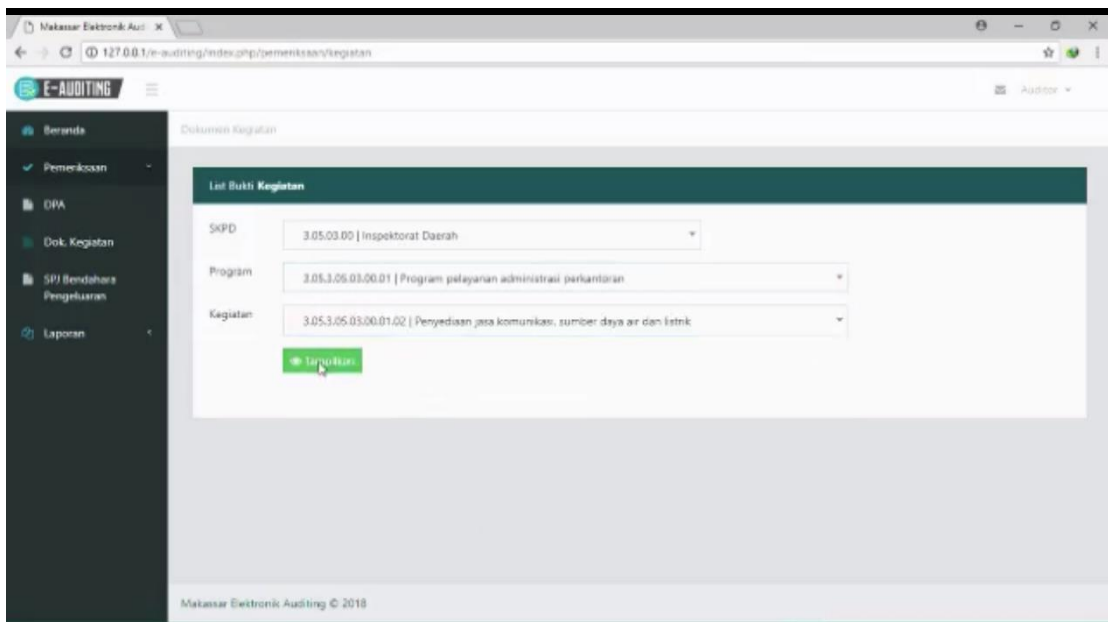 Makassar Elektronik Aud
127.0.0.1/e-auditing/index.php/pemeriksaan/kegiatan
E-AUDITING
Auditor
Beranda
Dokumen Kegiatan
Pemeriksaan
List Bukti Kegiatan
DPA
SKPD
3.05.03.00 | Inspektorat Daerah
Dok. Kegiatan
Program
3.05.3.05.03.00.01 | Program pelayanan administrasi perkantoran
SPJ Bendahara
Pengeluaran
Kegiatan
3.05.3.05.03.00.01.02 | Penyediaan jasa komunikasi, sumber daya air dan listrik
Laporan
Tampilkan
Makassar Elektronik Auditing © 2018